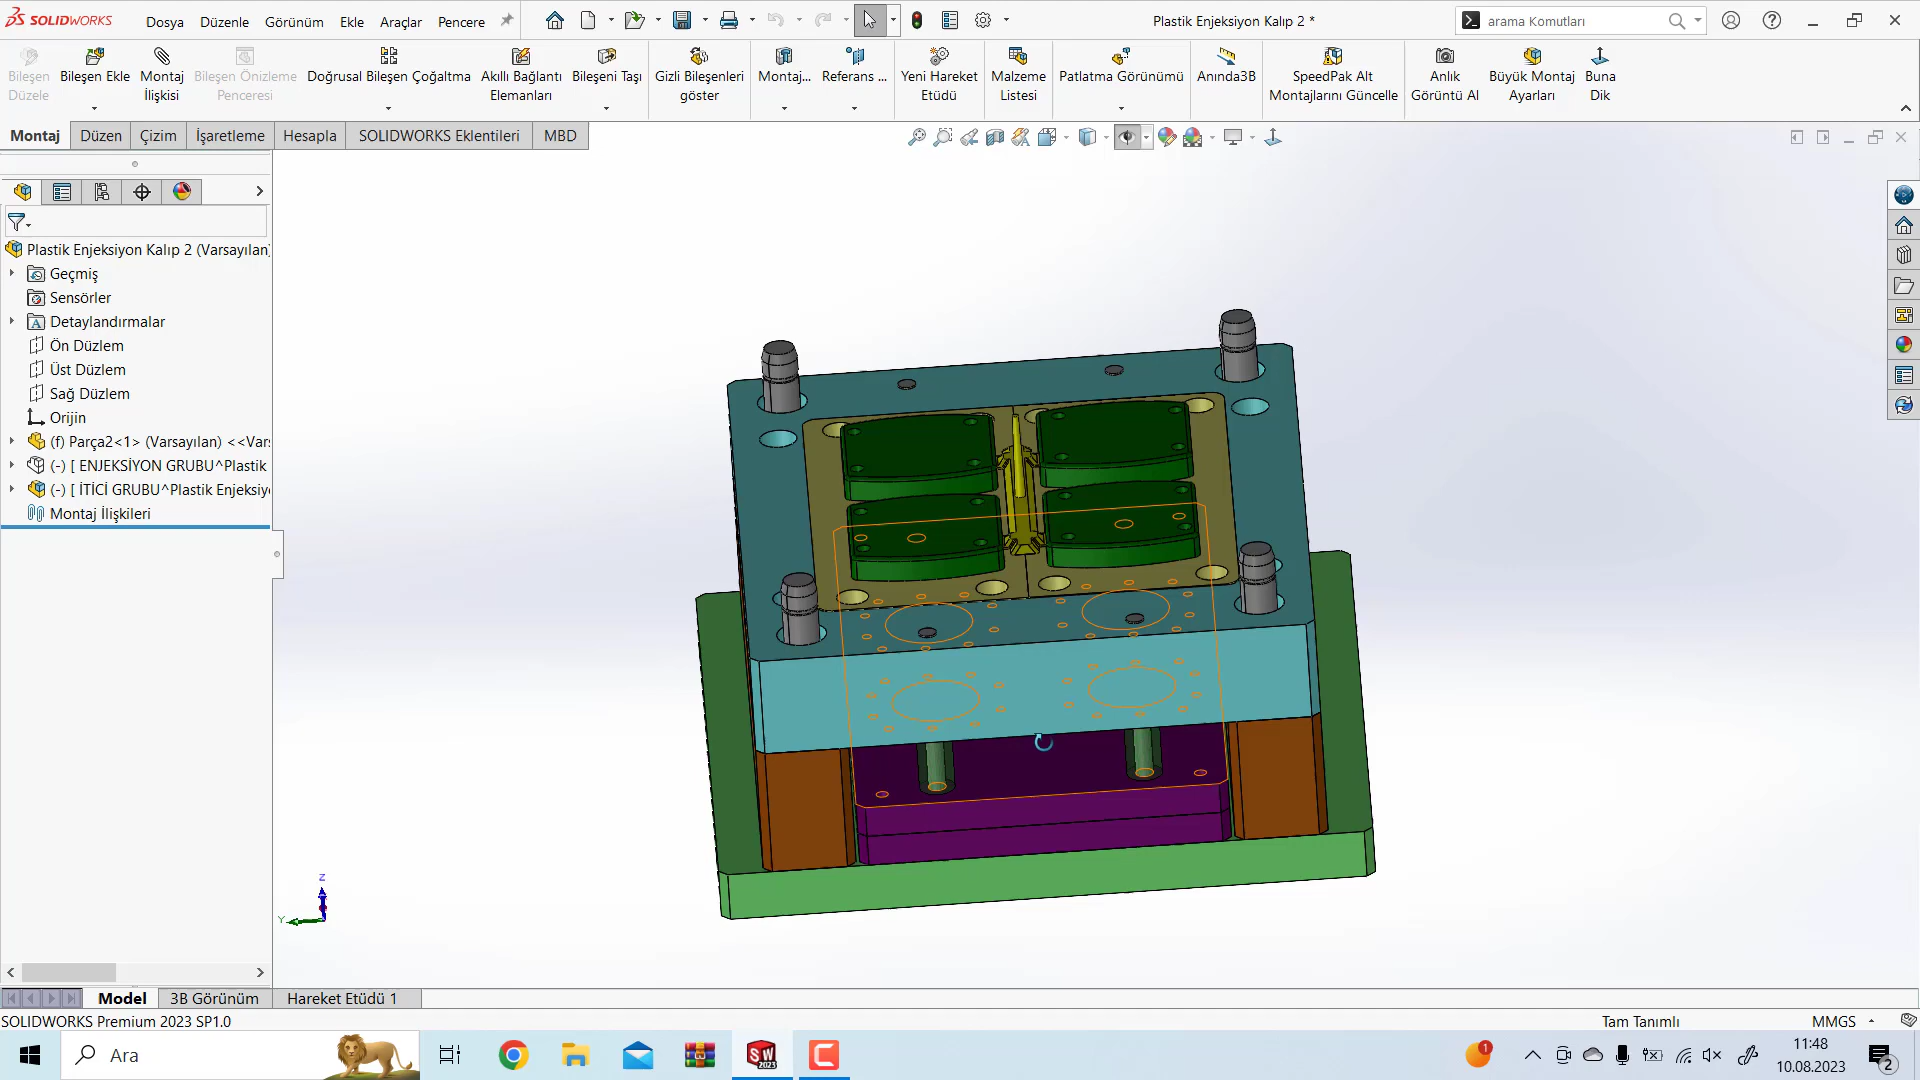 SOLIDWORKS
Dosya Düzenle Görünüm Ekle Araçlar Pencere
Plastik Enjeksiyon Kalıp 2 *
arama Komutları
Bileşen Düzele
Bileşen Ekle
Montaj İlişkisi
Bileşen Önizleme Penceresi
Doğrusal Bileşen Çoğaltma
Akıllı Bağlantı Elemanları
Bileşeni Taşı
Gizli Bileşenleri göster
Montaj...
Referans ...
Yeni Hareket Etüdü
Malzeme Listesi
Patlatma Görünümü
Anında3B
SpeedPak Alt Montajlarını Güncelle
Anlık Görüntü Al
Büyük Montaj Ayarları
Buna Dik
Montaj Düzen Çizim İşaretleme Hesapla SOLIDWORKS Eklentileri MBD
Plastik Enjeksiyon Kalıp 2 (Varsayılan)
Geçmiş
Sensörler
Detaylandırmalar
Ön Düzlem
Üst Düzlem
Sağ Düzlem
Orijin
(f) Parça2<1> (Varsayılan) <<Var
(-) [ ENJEKSİYON GRUBU^Plastik
(-) [ İTİCİ GRUBU^Plastik Enjeksiy
Montaj İlişkileri
Z
Y
Model 3B Görünüm Hareket Etüdü 1
SOLIDWORKS Premium 2023 SP1.0
Tam Tanımlı
MMGS
Ara
SW
2023
1
11:48
10.08.2023
2